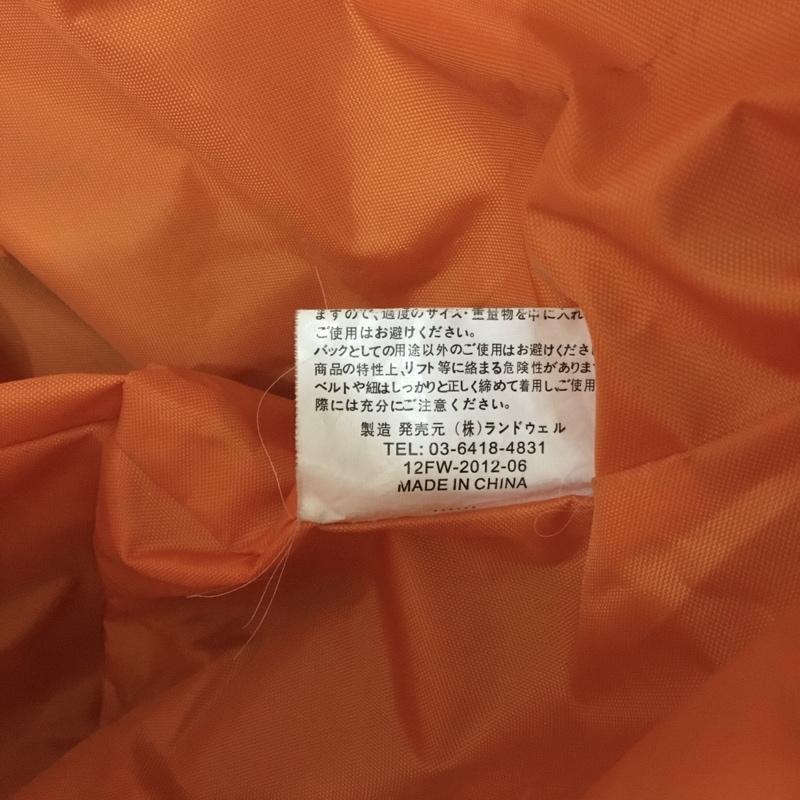 ますので、適度のサイズ・重量物を中に入れ
ご使用はお避けください。
バックとしての用途以外のご使用はお避けくださ
商品の特性上、リフト等に絡まる危険性がありま
ベルトや紐はしっかりと正しく締めて着用し、ご使用
際には充分にご注意ください。
製造 発売元 (株)ランドウェル
TEL: 03-6418-4831
12FW-2012-06
MADE IN CHINA